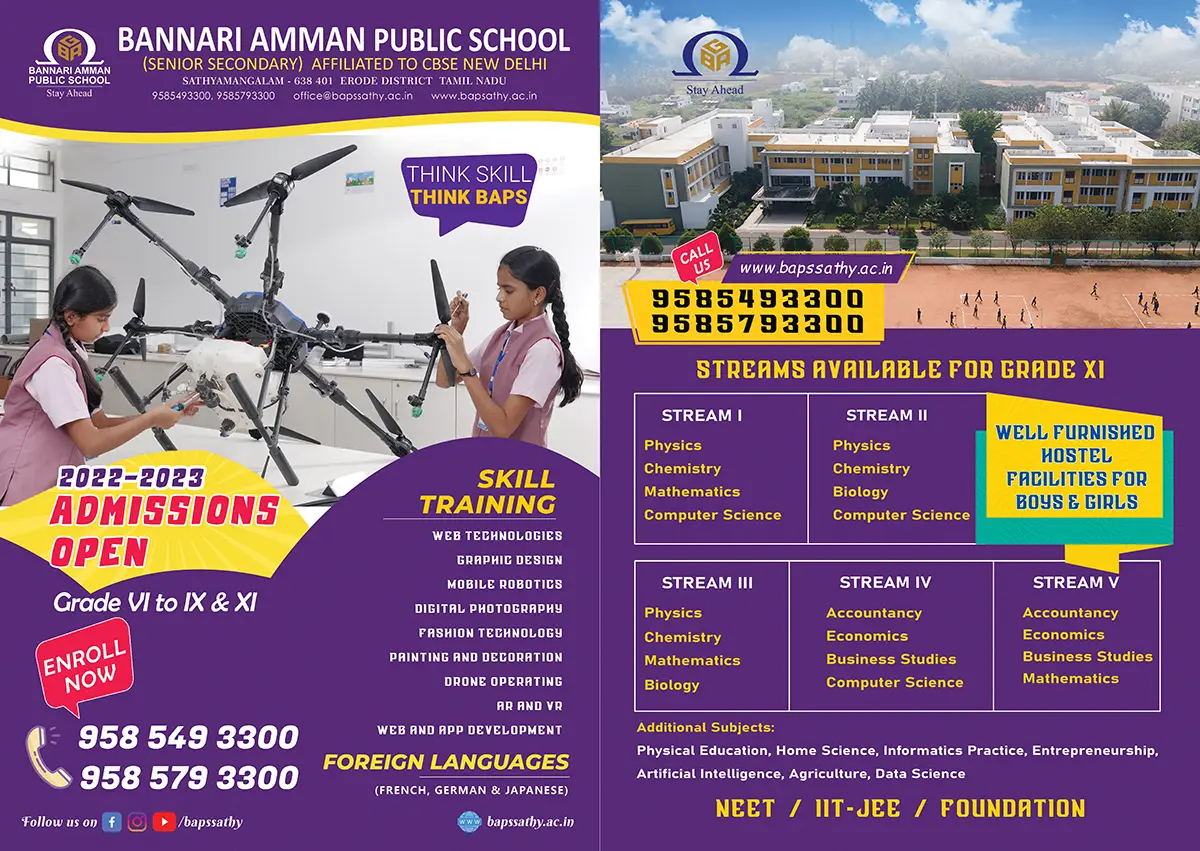 BANNARI AMMAN PUBLIC SCHOOL
(SENIOR SECONDARY) AFFILIATED TO CBSE NEW DELHI
SATHYAMANGALAM - 638 401 ERODE DISTRICT TAMIL NADU
9585493300, 9585793300 office@bapssathy.ac.in www.bapssathy.ac.in
GBA
BANNARI AMMAN
PUBLIC SCHOOL
Stay Ahead
THINK SKILL
THINK BAPS
2022-2023
ADMISSIONS
OPEN
Grade VI to IX & XI
ENROLL
NOW
958 549 3300
958 579 3300
Follow us on /bapssathy
SKILL
TRAINING
WEB TECHNOLOGIES
GRAPHIC DESIGN
MOBILE ROBOTICS
DIGITAL PHOTOGRAPHY
FASHION TECHNOLOGY
PAINTING AND DECORATION
DRONE OPERATING
AR AND VR
WEB AND APP DEVELOPMENT
FOREIGN LANGUAGES
(FRENCH, GERMAN & JAPANESE)
WWW bapssathy.ac.in
GBA
Stay Ahead
CALL
US
www.bapssathy.ac.in
9585493300
9585793300
STREAMS AVAILABLE FOR GRADE XI
STREAM I
Physics
Chemistry
Mathematics
Computer Science
STREAM II
Physics
Chemistry
Biology
Computer Science
WELL FURNISHED
HOSTEL
FACILITIES FOR
BOYS & GIRLS
STREAM III
Physics
Chemistry
Mathematics
Biology
STREAM IV
Accountancy
Economics
Business Studies
Computer Science
STREAM V
Accountancy
Economics
Business Studies
Mathematics
Additional Subjects:
Physical Education, Home Science, Informatics Practice, Entrepreneurship,
Artificial Intelligence, Agriculture, Data Science
NEET / IIT-JEE / FOUNDATION